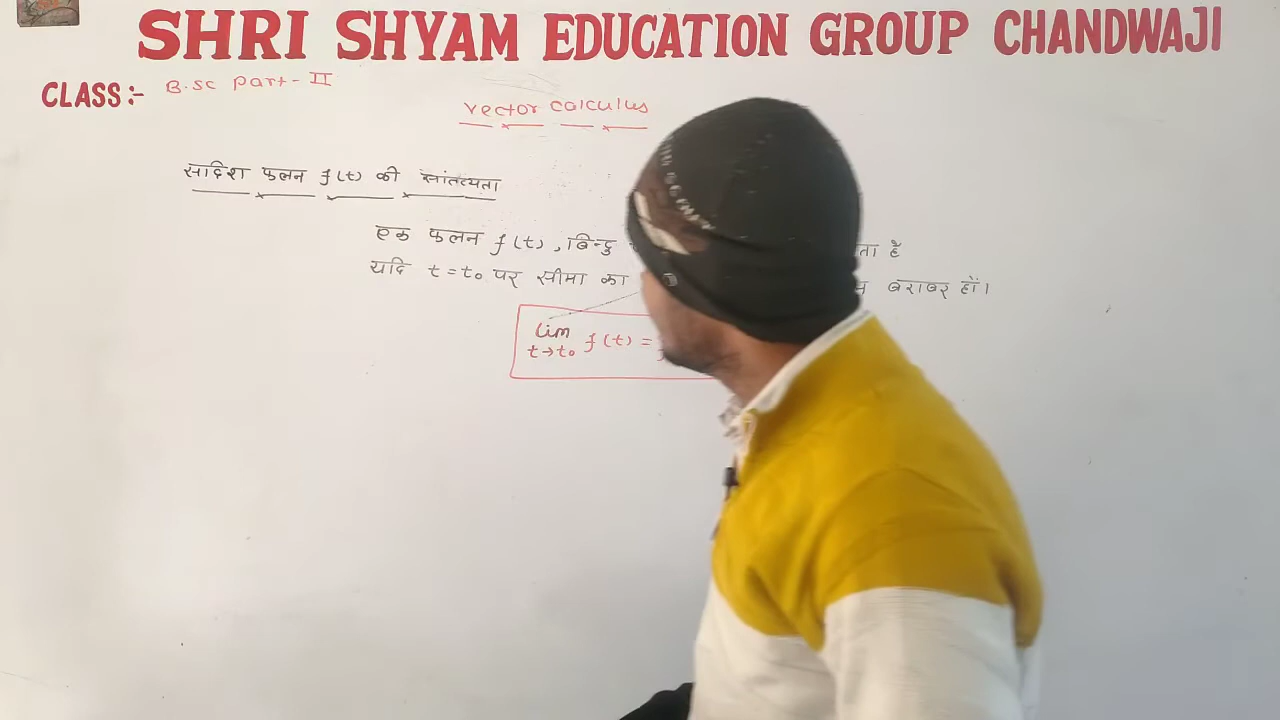 SHRI SHYAM EDUCATION GROUP CHANDWAJI
CLASS:- B.sc Part-II
vector calculus
सदिश फलन f(t) की सांतत्यता
एक फलन f(t), बिन्दु है
यदि t=t₀ पर सीमा का बराबर हों।
lim f(t) =
t→t₀